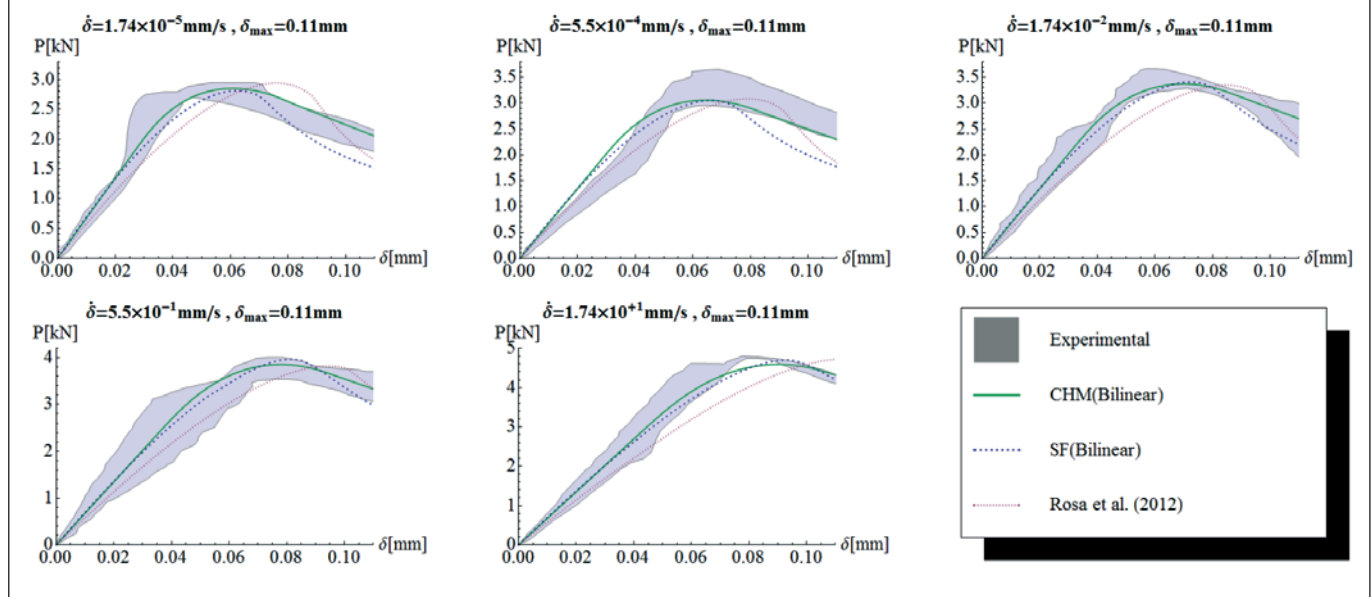 δ̇=1.74×10⁻⁵mm/s , δmax=0.11mm
P[kN]
3.0
2.5
2.0
1.5
1.0
0.5
0.0
0.00 0.02 0.04 0.06 0.08 0.10 δ[mm]
δ̇=5.5×10⁻⁴mm/s , δmax=0.11mm
P[kN]
3.5
3.0
2.5
2.0
1.5
1.0
0.5
0.0
0.00 0.02 0.04 0.06 0.08 0.10 δ[mm]
δ̇=1.74×10⁻²mm/s , δmax=0.11mm
P[kN]
3.5
3.0
2.5
2.0
1.5
1.0
0.5
0.0
0.00 0.02 0.04 0.06 0.08 0.10 δ[mm]
δ̇=5.5×10⁻¹mm/s , δmax=0.11mm
P[kN]
4
3
2
1
0
0.00 0.02 0.04 0.06 0.08 0.10 δ[mm]
δ̇=1.74×10⁺¹mm/s , δmax=0.11mm
P[kN]
5
4
3
2
1
0
0.00 0.02 0.04 0.06 0.08 0.10 δ[mm]
Experimental
CHM(Bilinear)
SF(Bilinear)
Rosa et al. (2012)